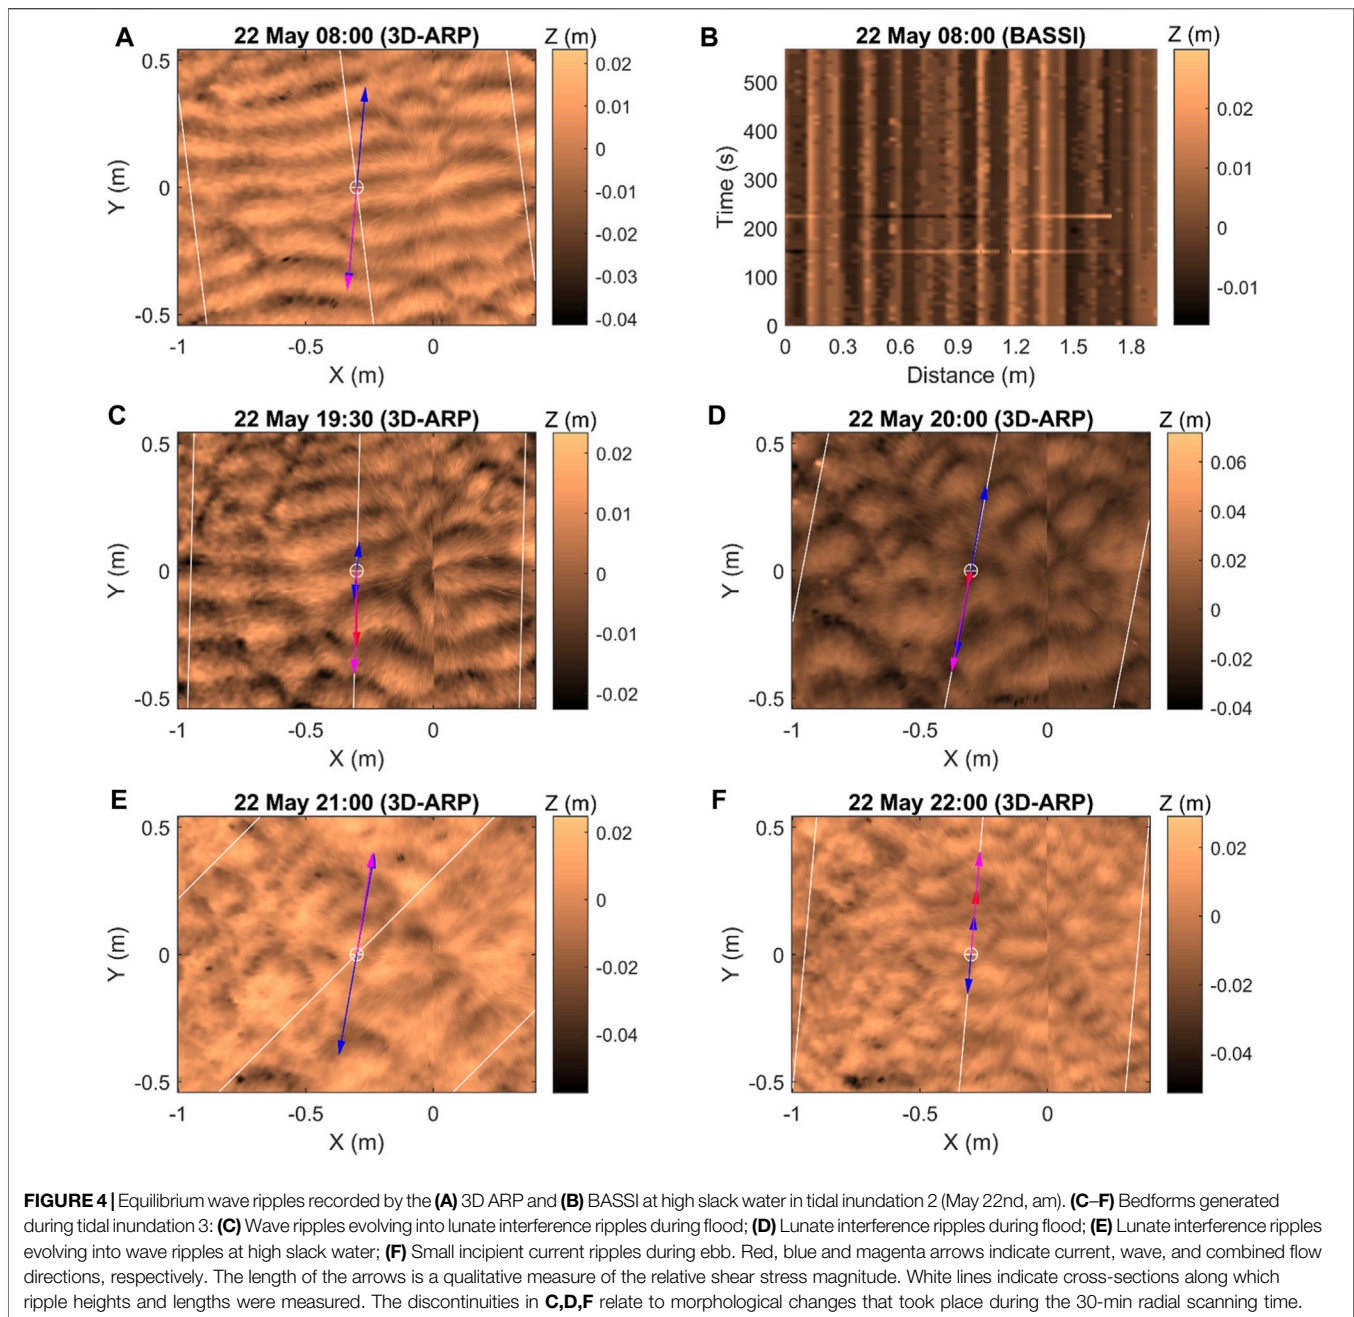 A
22 May 08:00 (3D-ARP)
Z (m)
0.5
0
-0.5
Y (m)
-1
-0.5
0
X (m)
0.02
0.01
0
-0.01
-0.02
-0.03
-0.04
B
22 May 08:00 (BASSI)
Z (m)
500
400
300
200
100
0
Time (s)
0
0.3
0.6
0.9
1.2
1.5
1.8
Distance (m)
0.02
0.01
0
-0.01
C
22 May 19:30 (3D-ARP)
Z (m)
0.5
0
-0.5
Y (m)
-1
-0.5
0
X (m)
0.02
0.01
0
-0.01
-0.02
D
22 May 20:00 (3D-ARP)
Z (m)
0.5
0
-0.5
Y (m)
-1
-0.5
0
X (m)
0.06
0.04
0.02
0
-0.02
-0.04
E
22 May 21:00 (3D-ARP)
Z (m)
0.5
0
-0.5
Y (m)
-1
-0.5
0
X (m)
0.02
0
-0.02
-0.04
F
22 May 22:00 (3D-ARP)
Z (m)
0.5
0
-0.5
Y (m)
-1
-0.5
0
X (m)
0.02
0
-0.02
-0.04
FIGURE 4 | Equilibrium wave ripples recorded by the (A) 3D ARP and (B) BASSI at high slack water in tidal inundation 2 (May 22nd, am). (C–F) Bedforms generated
during tidal inundation 3: (C) Wave ripples evolving into lunate interference ripples during flood; (D) Lunate interference ripples during flood; (E) Lunate interference ripples
evolving into wave ripples at high slack water; (F) Small incipient current ripples during ebb. Red, blue and magenta arrows indicate current, wave, and combined flow
directions, respectively. The length of the arrows is a qualitative measure of the relative shear stress magnitude. White lines indicate cross-sections along which
ripple heights and lengths were measured. The discontinuities in C,D,F relate to morphological changes that took place during the 30-min radial scanning time.